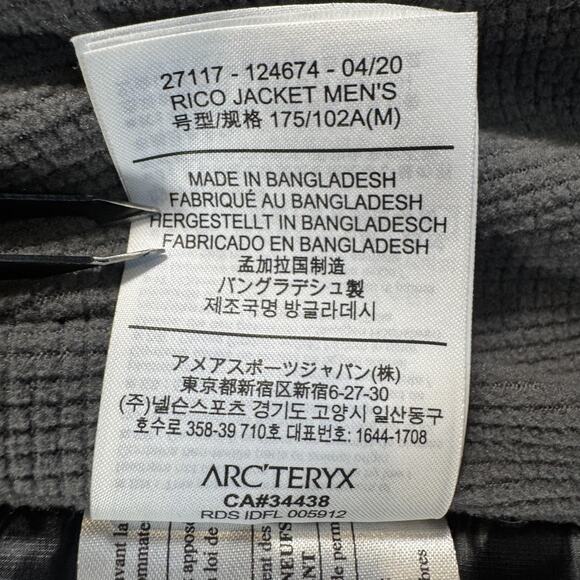 27117 - 124674 - 04/20
RICO JACKET MEN'S
号型/规格 175/102A(M)
MADE IN BANGLADESH
FABRIQUÉ AU BANGLADESH
HERGESTELLT IN BANGLADESCH
FABRICADO EN BANGLADESH
孟加拉国制造
バングラデシュ製
제조국명 방글라데시
アメアスポーツジャパン(株)
東京都新宿区新宿6-27-30
(주)넬슨스포츠 경기도 고양시 일산동구
호수로 358-39 710호 대표번호: 1644-1708
ARC'TERYX
CA#34438
RDS IDFL 005912
avant la
appos
loi de